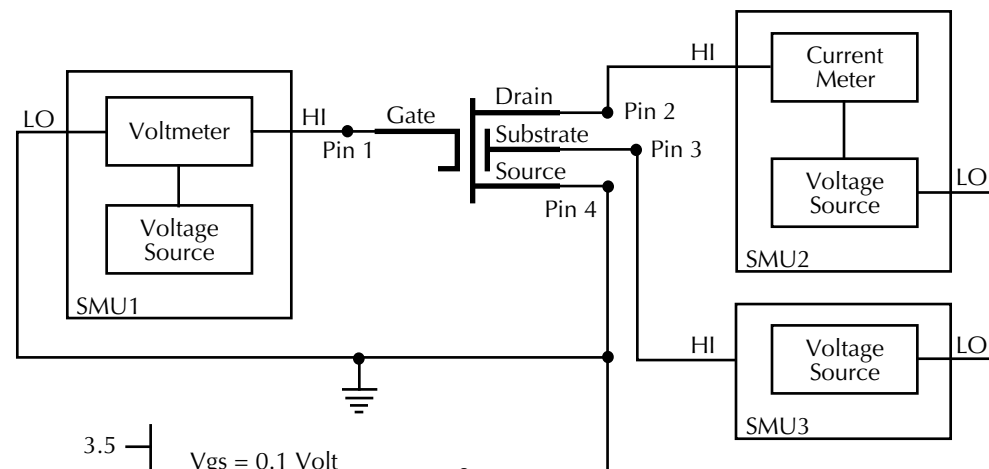 HI
Current
Meter
LO
Voltmeter
HI
Pin 1
Gate
Drain
Pin 2
Substrate
Pin 3
Source
Pin 4
Voltage
Source
LO
SMU2
Voltage
Source
SMU1
HI
Voltage
Source
LO
SMU3
3.5
Vgs = 0.1 Volt